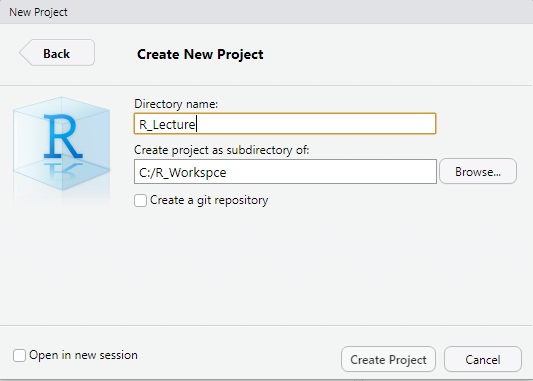 New Project
Back
Create New Project
R
Directory name:
R_Lecture
Create project as subdirectory of:
C:/R_Workspce
Browse...
Create a git repository
Open in new session
Create Project
Cancel